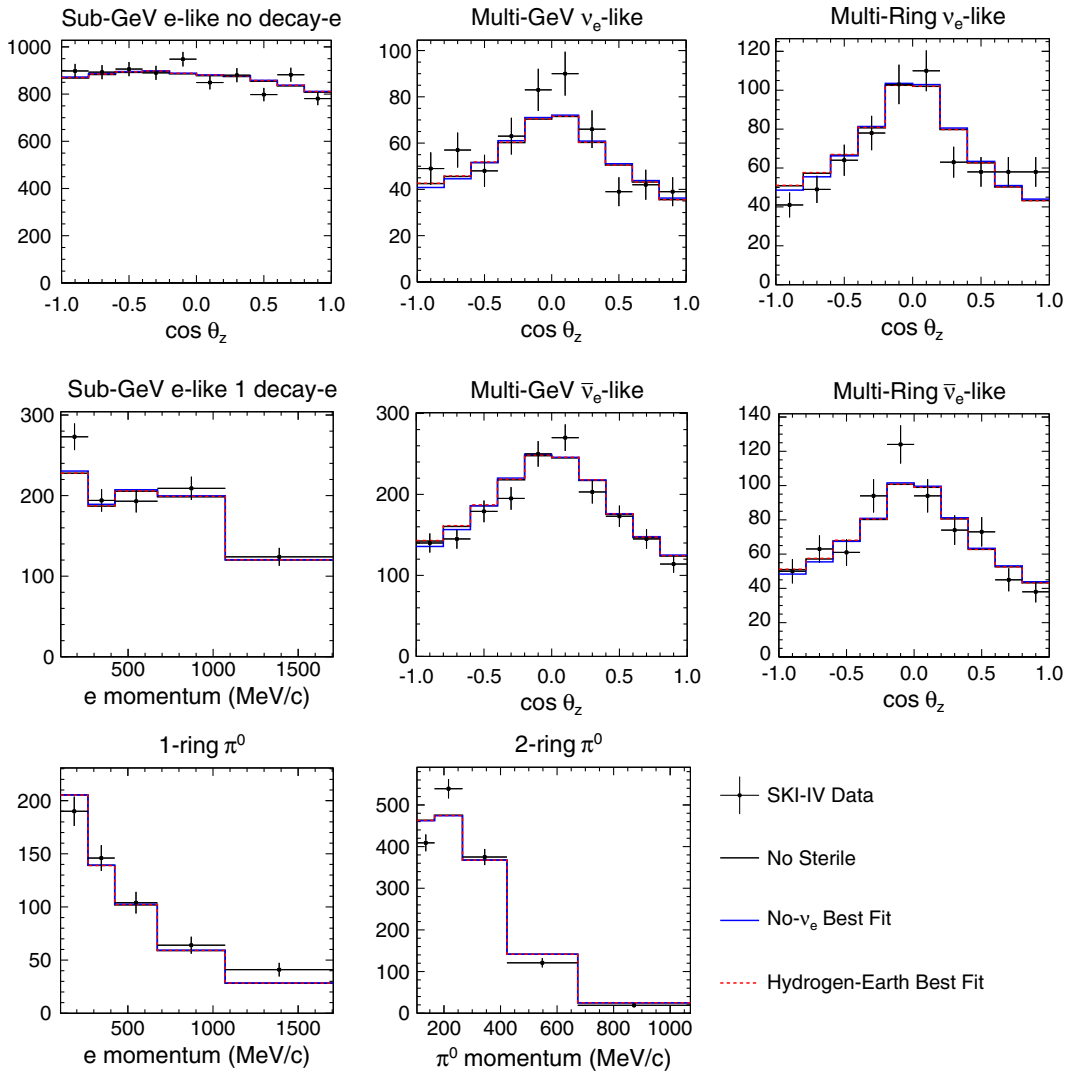 Sub-GeV e-like no decay-e
1000
800
600
400
200
0
-1.0 -0.5 0.0 0.5 1.0
cos θz
Multi-GeV νe-like
100
80
60
40
20
0
-1.0 -0.5 0.0 0.5 1.0
cos θz
Multi-Ring νe-like
120
100
80
60
40
20
0
-1.0 -0.5 0.0 0.5 1.0
cos θz
Sub-GeV e-like 1 decay-e
300
200
100
0
500 1000 1500
e momentum (MeV/c)
Multi-GeV ν̅e-like
300
250
200
150
100
50
0
-1.0 -0.5 0.0 0.5 1.0
cos θz
Multi-Ring ν̅e-like
140
120
100
80
60
40
20
0
-1.0 -0.5 0.0 0.5 1.0
cos θz
1-ring π⁰
200
150
100
50
0
500 1000 1500
e momentum (MeV/c)
2-ring π⁰
500
400
300
200
100
0
200 400 600 800 1000
π⁰ momentum (MeV/c)
SKI-IV Data
No Sterile
No-νe Best Fit
Hydrogen-Earth Best Fit